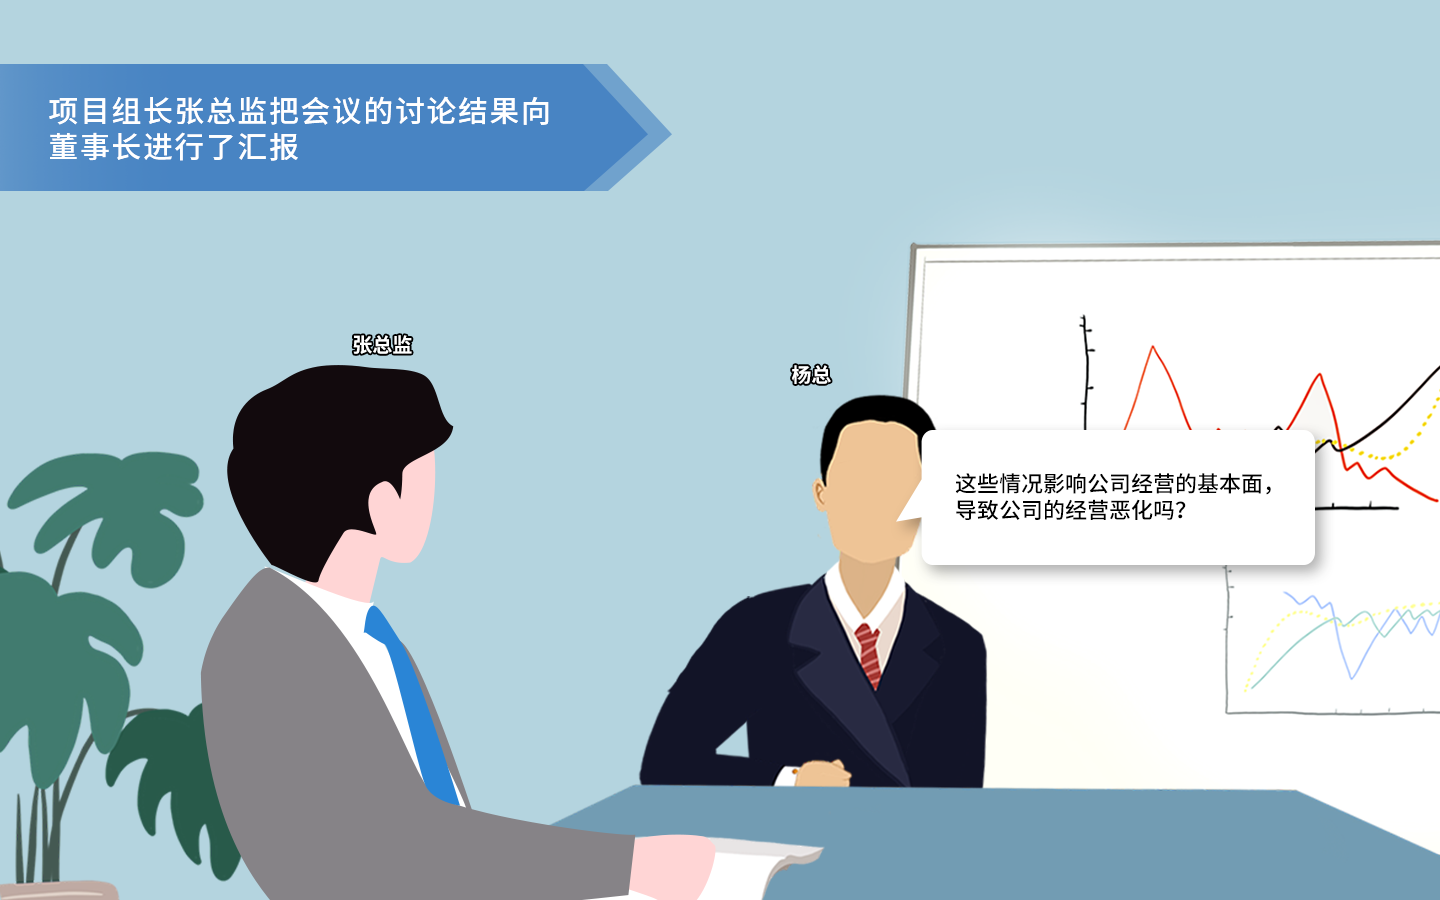 项目组长张总监把会议的讨论结果向
董事长进行了汇报
张总监
杨总
这些情况影响公司经营的基本面，
导致公司的经营恶化吗？